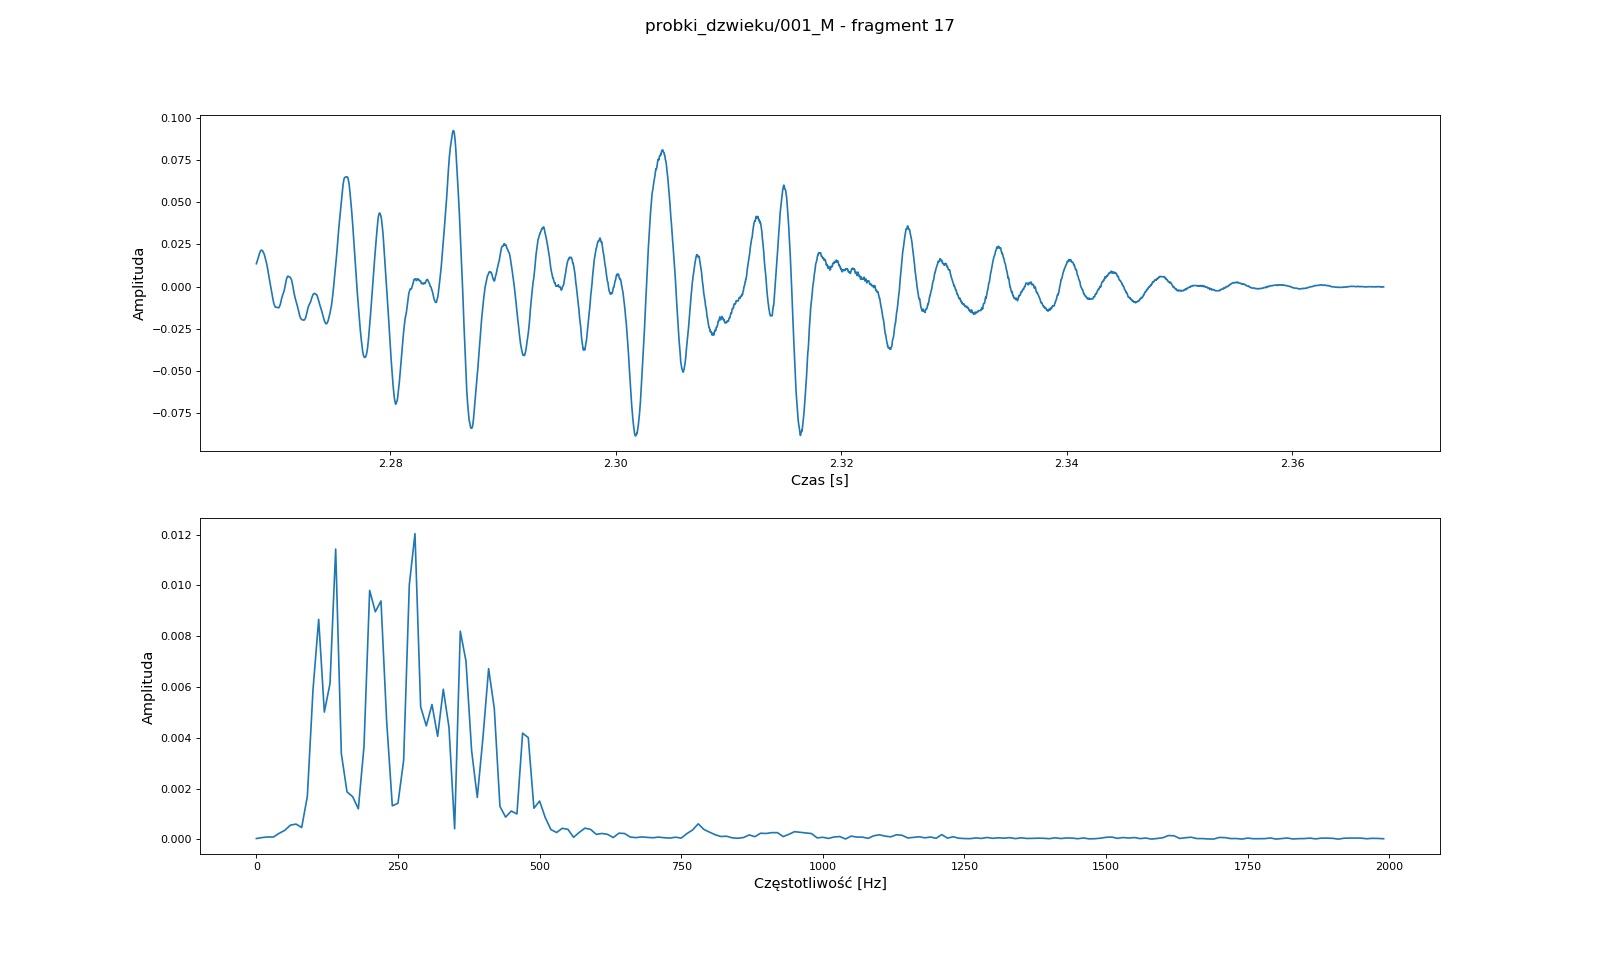 probki_dzwieku/001_M - fragment 17
Amplituda
0.100
0.075
0.050
0.025
0.000
−0.025
−0.050
−0.075
2.28 2.30 2.32 2.34 2.36
Czas [s]
Amplituda
0.012
0.010
0.008
0.006
0.004
0.002
0.000
0 250 500 750 1000 1250 1500 1750 2000
Częstotliwość [Hz]